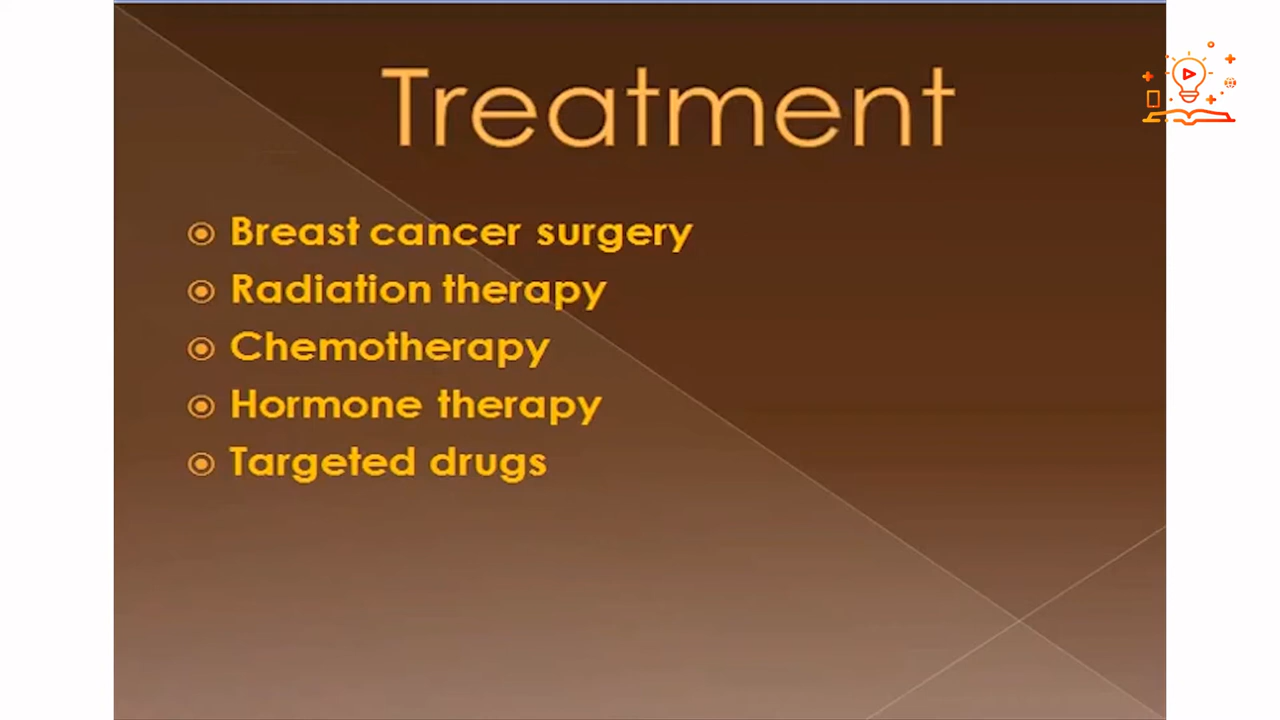 Treatment
Breast cancer surgery
Radiation therapy
Chemotherapy
Hormone therapy
Targeted drugs